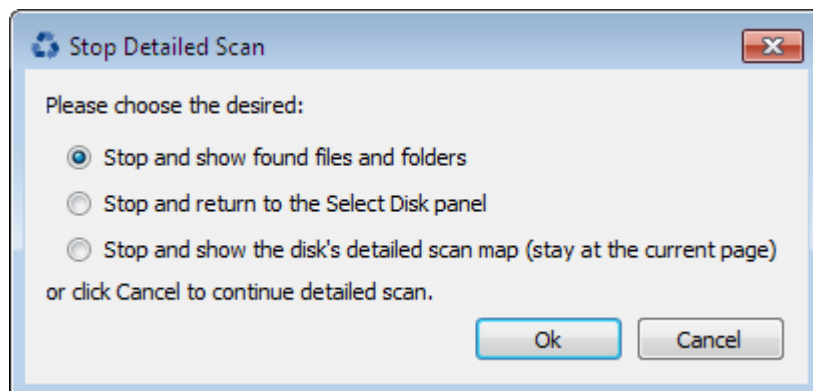 Stop Detailed Scan
Please choose the desired:
Stop and show found files and folders
Stop and return to the Select Disk panel
Stop and show the disk's detailed scan map (stay at the current page)
or click Cancel to continue detailed scan.
Ok Cancel